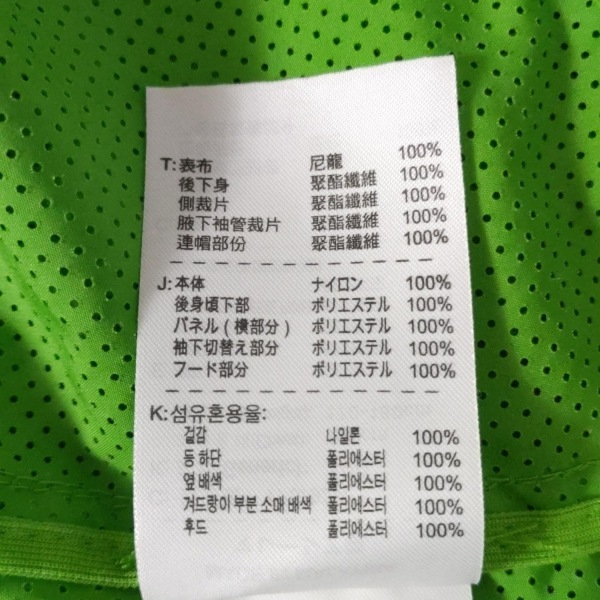 T:表布 尼龍 100%
後下身 聚酯纖維 100%
側裁片 聚酯纖維 100%
腋下袖管裁片 聚酯纖維 100%
連帽部份 聚酯纖維 100%
J:本体 ナイロン 100%
後身頃下部 ポリエステル 100%
パネル(横部分) ポリエステル 100%
袖下切替え部分 ポリエステル 100%
フード部分 ポリエステル 100%
K:섬유혼용율:
겉감 나일론 100%
등 하단 폴리에스터 100%
옆 배색 폴리에스터 100%
겨드랑이 부분 소매 배색 폴리에스터 100%
후드 폴리에스터 100%